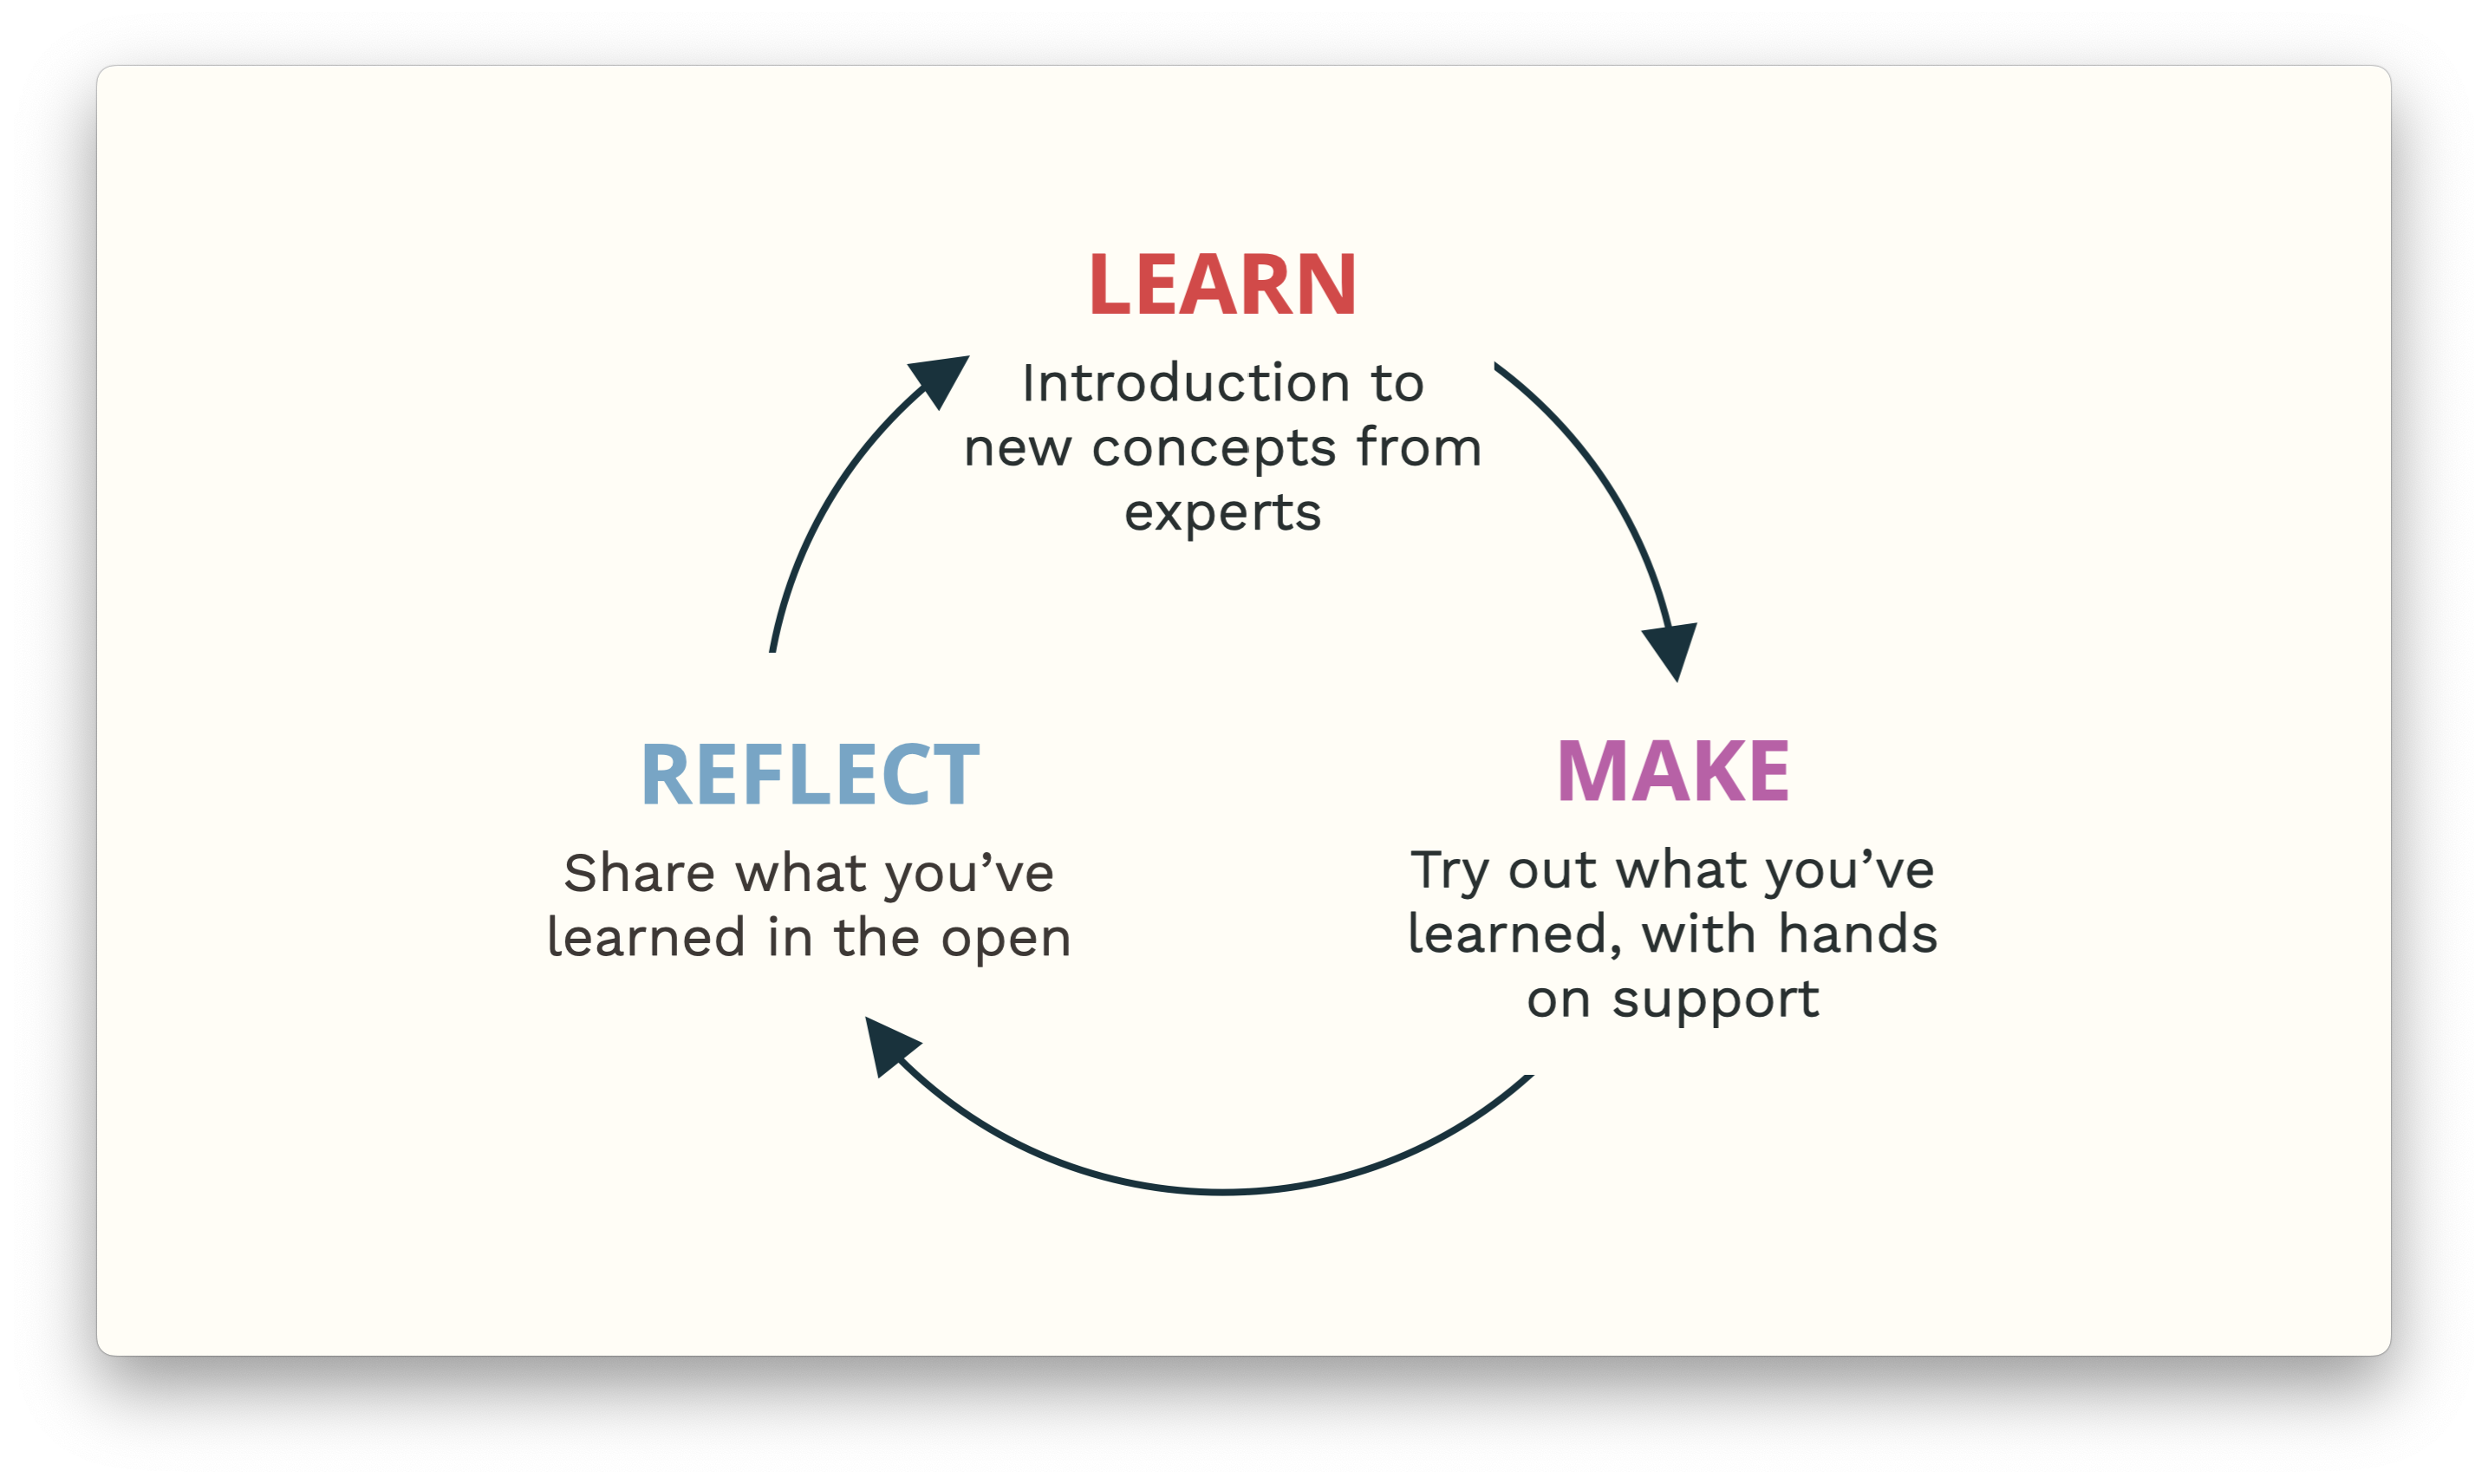 LEARN
Introduction to
new concepts from
experts
REFLECT
Share what you’ve
learned in the open
MAKE
Try out what you’ve
learned, with hands
on support